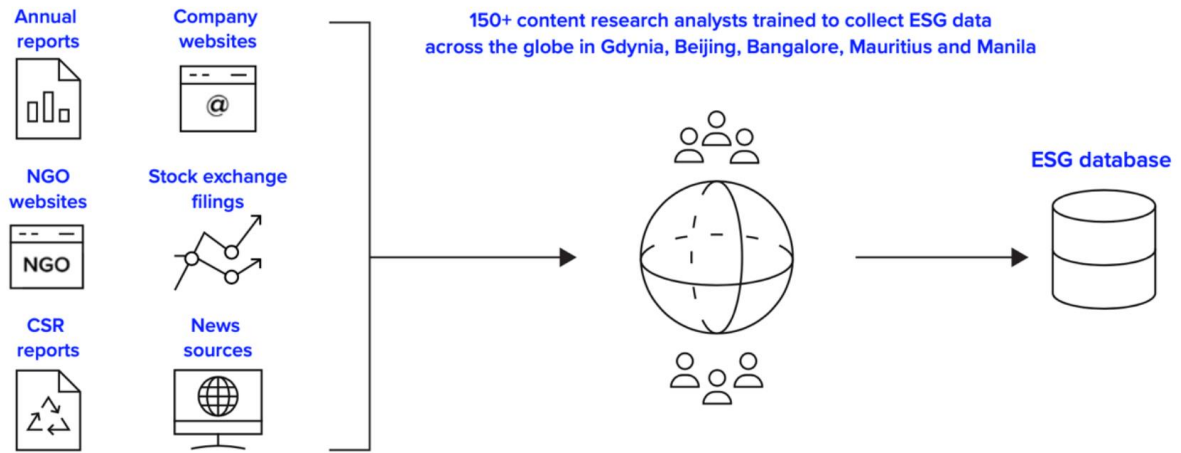 Annual
reports
Company
websites
150+ content research analysts trained to collect ESG data
across the globe in Gdynia, Beijing, Bangalore, Mauritius and Manila
@
NGO
websites
Stock exchange
filings
NGO
CSR
reports
News
sources
ESG database